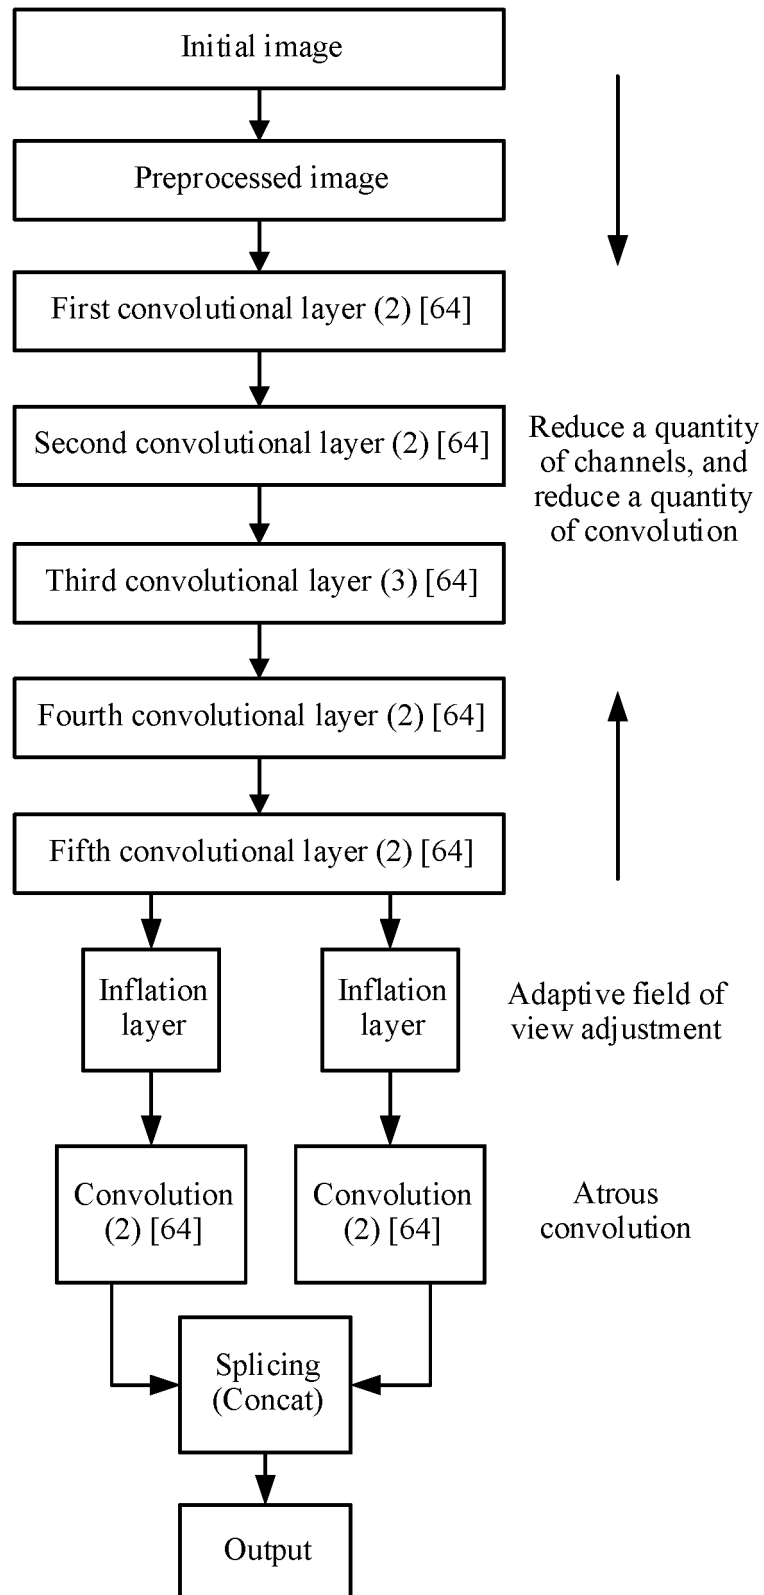 Initial image
Preprocessed image
First convolutional layer (2) [64]
Second convolutional layer (2) [64]
Reduce a quantity
of channels, and
reduce a quantity
of convolution
Third convolutional layer (3) [64]
Fourth convolutional layer (2) [64]
Fifth convolutional layer (2) [64]
Inflation
layer
Inflation
layer
Adaptive field of
view adjustment
Convolution
(2) [64]
Convolution
(2) [64]
Atrous
convolution
Splicing
(Concat)
Output